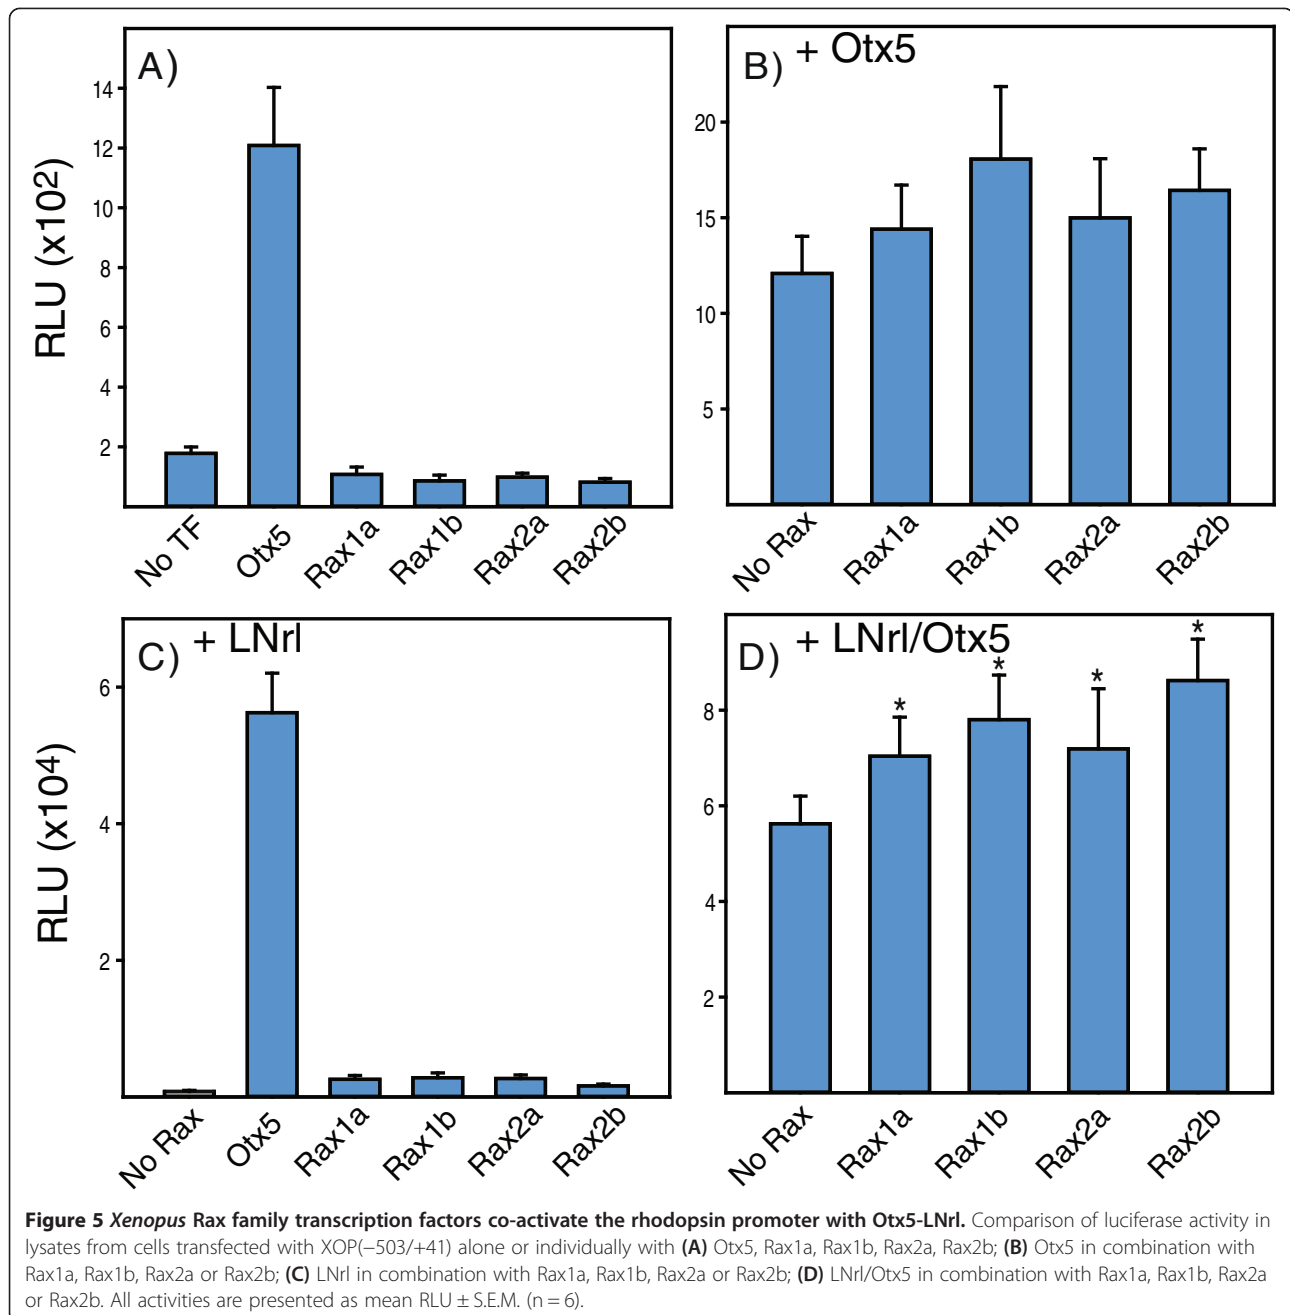 A)
RLU (x10²)
14
12
10
8
6
4
2
No TF Otx5 Rax1a Rax1b Rax2a Rax2b
B) + Otx5
20
15
10
5
No Rax Rax1a Rax1b Rax2a Rax2b
C) + LNrl
RLU (x10⁴)
6
4
2
No Rax Otx5 Rax1a Rax1b Rax2a Rax2b
D) + LNrl/Otx5
8
6
4
2
* * * *
No Rax Rax1a Rax1b Rax2a Rax2b
Figure 5 Xenopus Rax family transcription factors co-activate the rhodopsin promoter with Otx5-LNrl. Comparison of luciferase activity in
lysates from cells transfected with XOP(−503/+41) alone or individually with (A) Otx5, Rax1a, Rax1b, Rax2a, Rax2b; (B) Otx5 in combination with
Rax1a, Rax1b, Rax2a or Rax2b; (C) LNrl in combination with Rax1a, Rax1b, Rax2a or Rax2b; (D) LNrl/Otx5 in combination with Rax1a, Rax1b, Rax2a
or Rax2b. All activities are presented as mean RLU ± S.E.M. (n = 6).